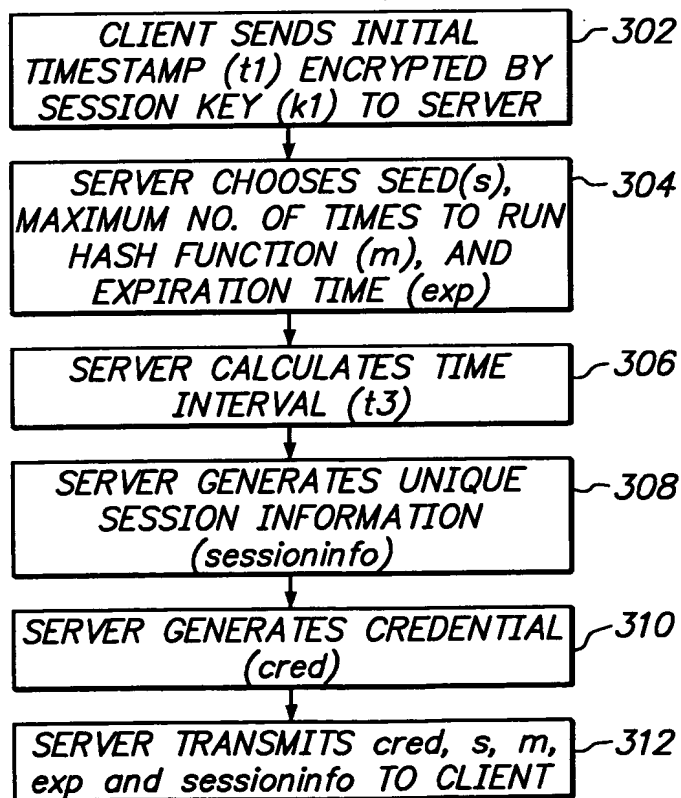 CLIENT SENDS INITIAL 302
TIMESTAMP (t1) ENCRYPTED BY
SESSION KEY (k1) TO SERVER
SERVER CHOOSES SEED(s), 304
MAXIMUM NO. OF TIMES TO RUN
HASH FUNCTION (m), AND
EXPIRATION TIME (exp)
SERVER CALCULATES TIME 306
INTERVAL (t3)
SERVER GENERATES UNIQUE 308
SESSION INFORMATION
(sessioninfo)
SERVER GENERATES CREDENTIAL 310
(cred)
SERVER TRANSMITS cred, s, m, 312
exp and sessioninfo TO CLIENT